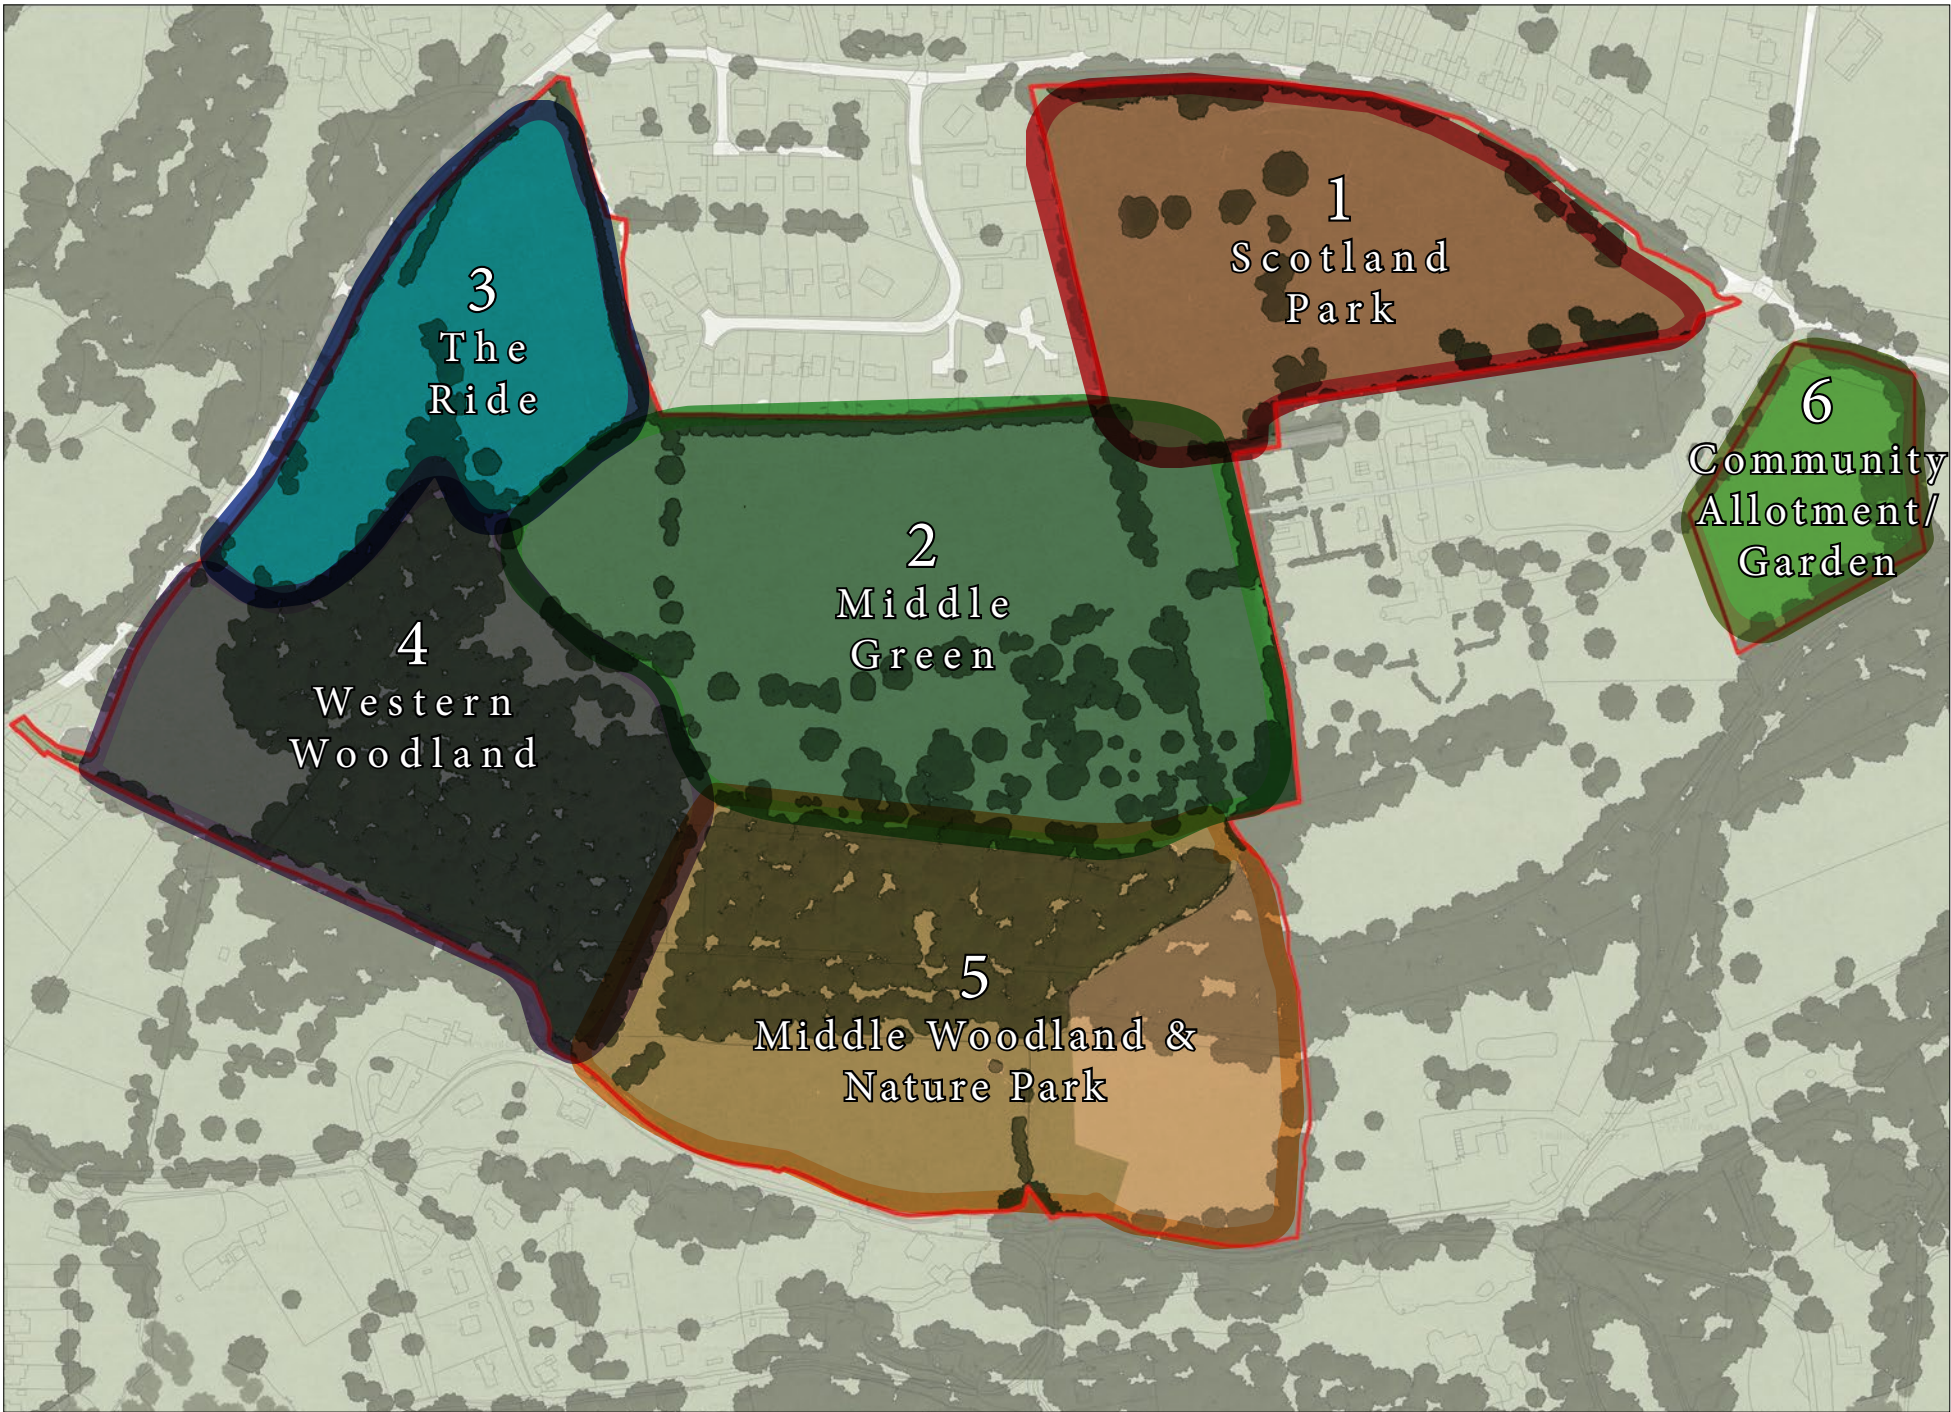 1
Scotland
Park
3
The
Ride
6
Community
Allotment/
Garden
2
Middle
Green
4
Western
Woodland
5
Middle Woodland &
Nature Park